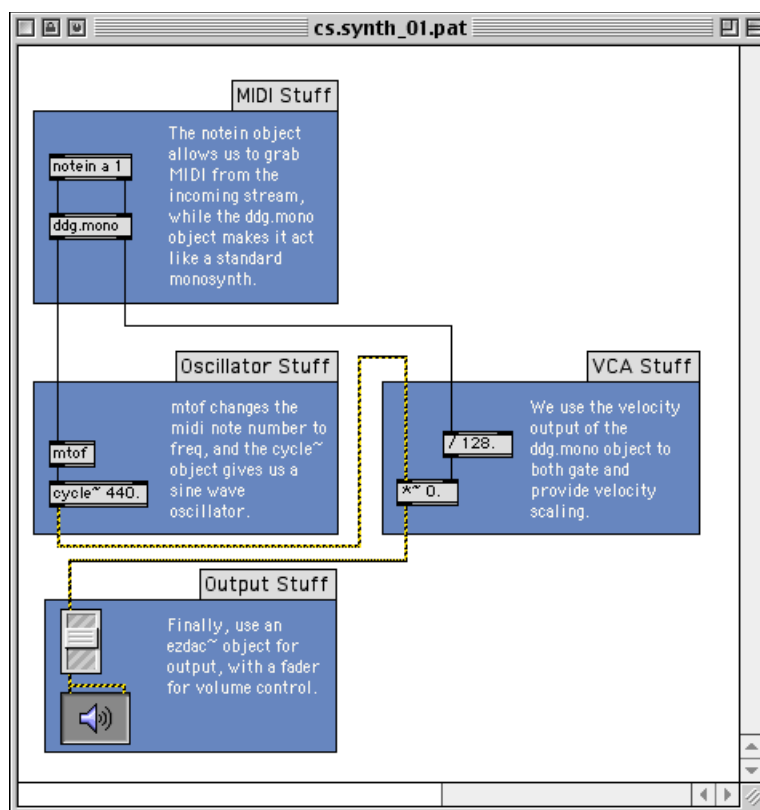 cs.synth_01.pat
MIDI Stuff
notein a 1
ddg.mono
The notein object
allows us to grab
MIDI from the
incoming stream,
while the ddg.mono
object makes it act
like a standard
monosynth.
Oscillator Stuff
mtof
cycle~ 440.
mtof changes the
midi note number to
freq, and the cycle~
object gives us a
sine wave
oscillator.
VCA Stuff
/ 128.
*~ 0.
We use the velocity
output of the
ddg.mono object to
both gate and
provide velocity
scaling.
Output Stuff
Finally, use an
ezdac~ object for
output, with a fader
for volume control.